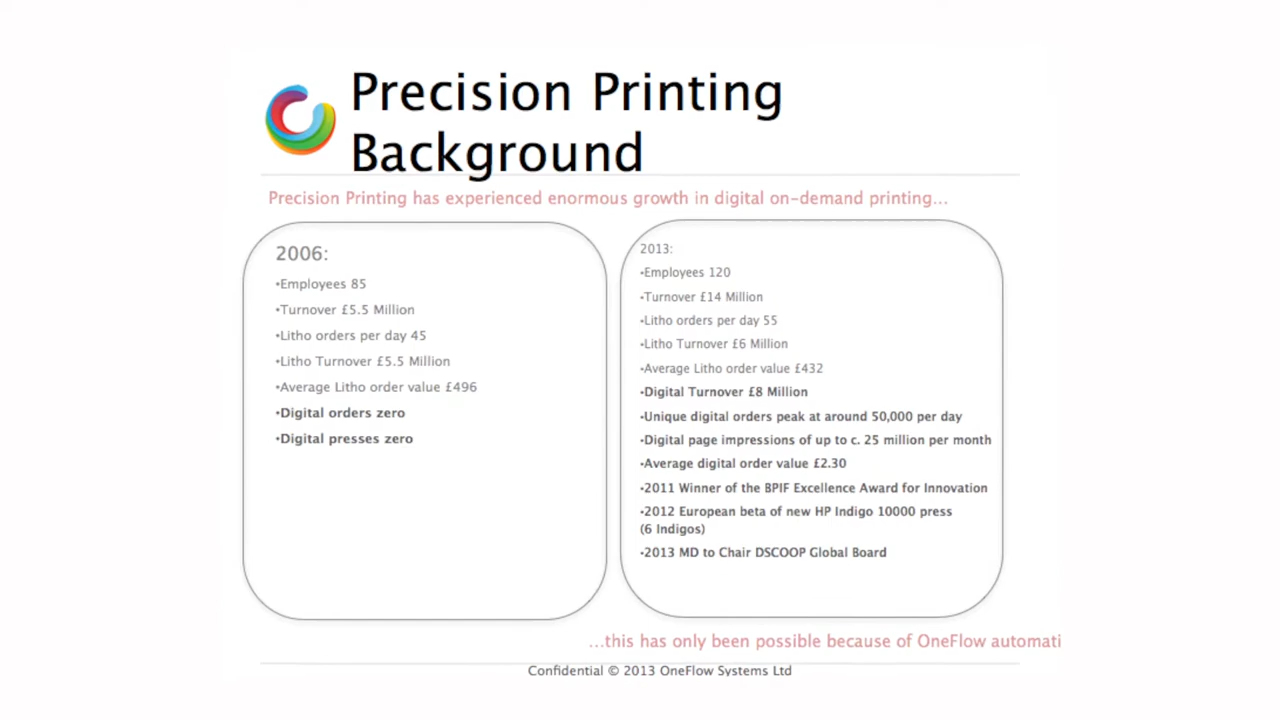 Precision Printing
Background
Precision Printing has experienced enormous growth in digital on-demand printing...
2006:
•Employees 85
•Turnover £5.5 Million
•Litho orders per day 45
•Litho Turnover £5.5 Million
•Average Litho order value £496
•Digital orders zero
•Digital presses zero
2013:
•Employees 120
•Turnover £14 Million
•Litho orders per day 55
•Litho Turnover £6 Million
•Average Litho order value £432
•Digital Turnover £8 Million
•Unique digital orders peak at around 50,000 per day
•Digital page impressions of up to c. 25 million per month
•Average digital order value £2.30
•2011 Winner of the BPIF Excellence Award for Innovation
•2012 European beta of new HP Indigo 10000 press
(6 Indigos)
•2013 MD to Chair DSCOOP Global Board
...this has only been possible because of OneFlow automati
Confidential © 2013 OneFlow Systems Ltd